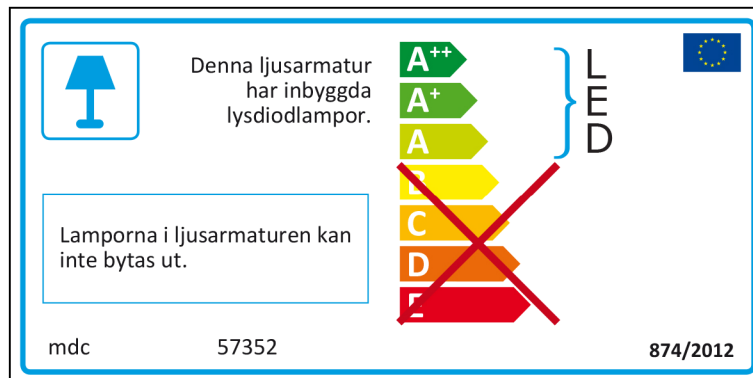 Denna ljusarmatur
har inbyggda
lysdiodlampor.
A++
A+
A
B
C
D
E
L
E
D
Lamporna i ljusarmaturen kan
inte bytas ut.
mdc 57352 874/2012